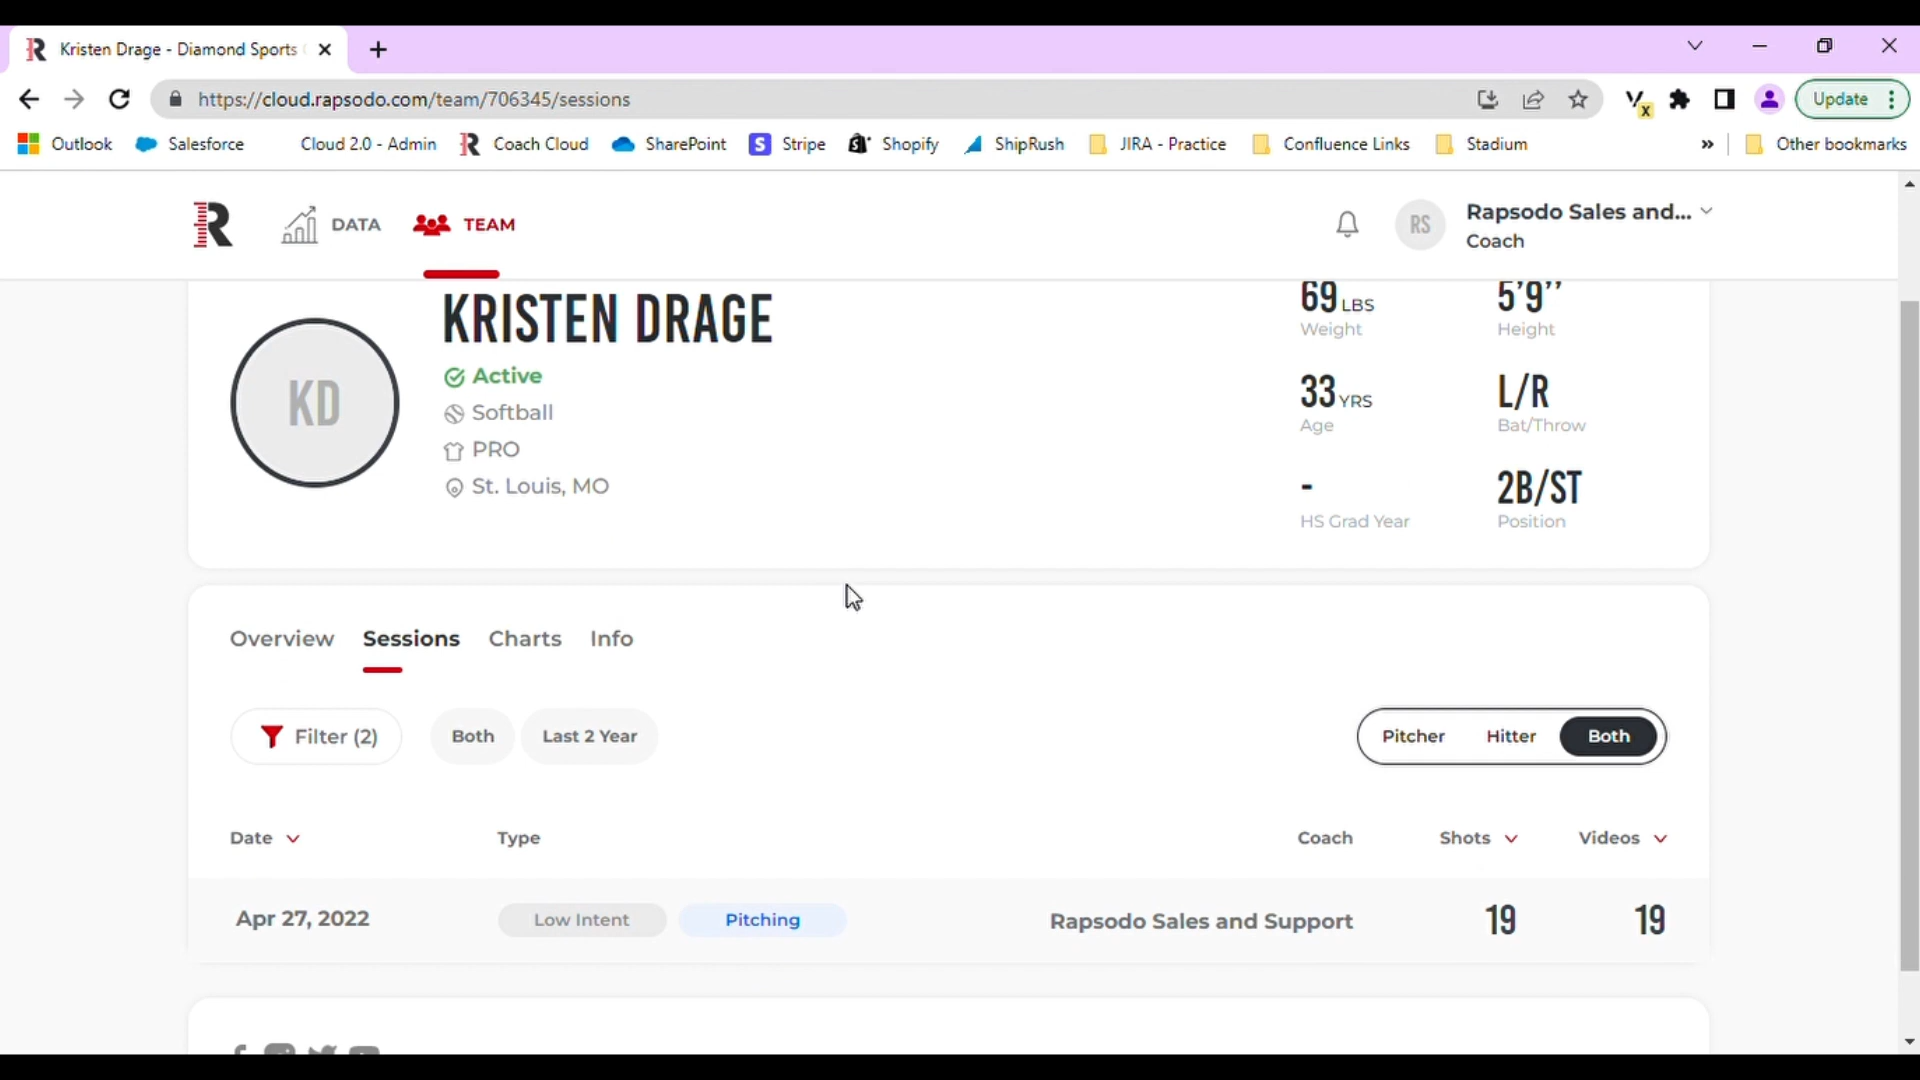 Kristen Drage - Diamond Sports
https://cloud.rapsodo.com/team/706345/sessions
Update
Outlook Salesforce Cloud 2.0 - Admin Coach Cloud SharePoint Stripe Shopify ShipRush JIRA - Practice Confluence Links Stadium » Other bookmarks
R DATA TEAM
RS
Rapsodo Sales and...
Coach
KRISTEN DRAGE
KD
Active
Softball
PRO
St. Louis, MO
69 LBS
Weight
5'9''
Height
33 YRS
Age
L/R
Bat/Throw
-
HS Grad Year
2B/ST
Position
Overview Sessions Charts Info
Filter (2) Both Last 2 Year
Pitcher Hitter Both
Date Type Coach Shots Videos
Apr 27, 2022 Low Intent Pitching Rapsodo Sales and Support 19 19